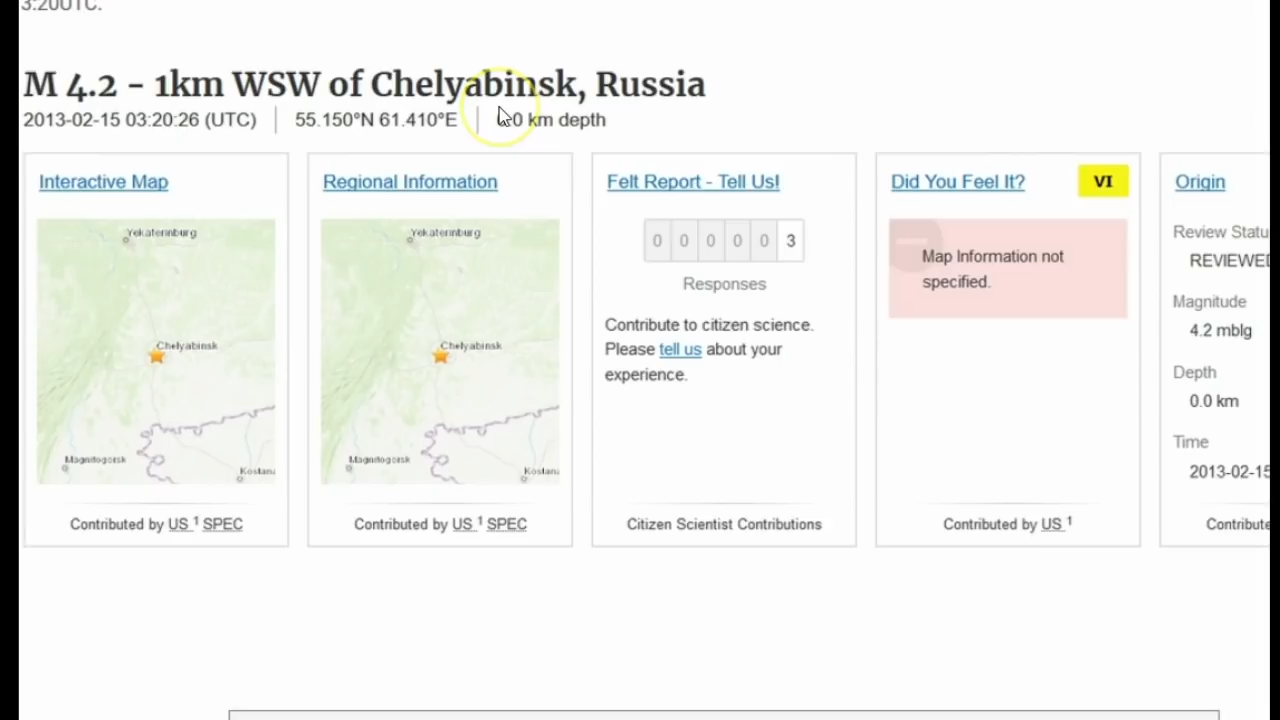 3:20UTC.
M 4.2 - 1km WSW of Chelyabinsk, Russia
2013-02-15 03:20:26 (UTC) 55.150°N 61.410°E 0.0 km depth
Interactive Map
Yekaterinburg
Chelyabinsk
Magnitogorsk
Kostana
Contributed by US 1 SPEC
Regional Information
Yekaterinburg
Chelyabinsk
Magnitogorsk
Kostana
Contributed by US 1 SPEC
Felt Report - Tell Us!
0 0 0 0 0 3
Responses
Contribute to citizen science.
Please tell us about your
experience.
Citizen Scientist Contributions
Did You Feel It? VI
Map Information not
specified.
Contributed by US 1
Origin
Review Statu
REVIEWED
Magnitude
4.2 mblg
Depth
0.0 km
Time
2013-02-15
Contribute